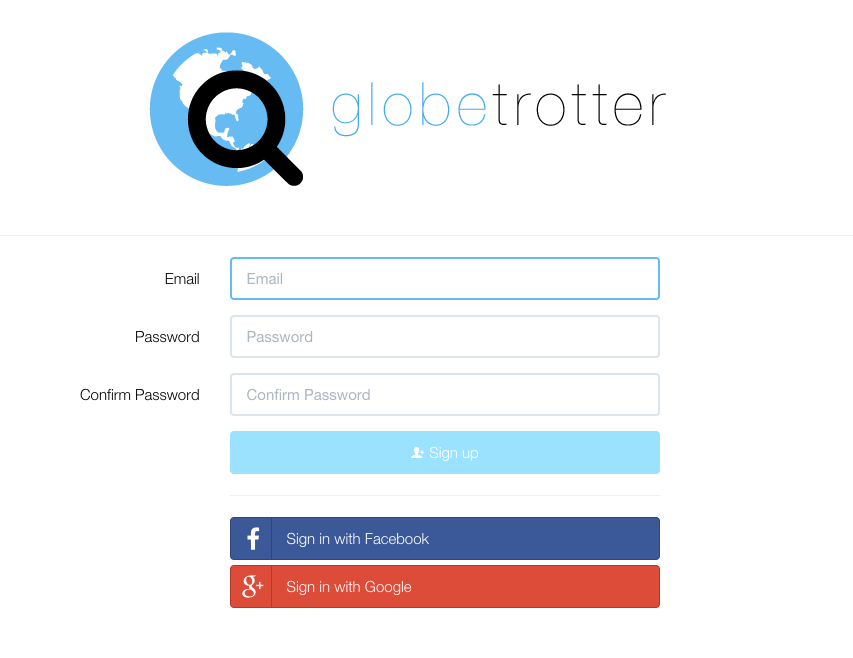 globetrotter
Email
Email
Password
Password
Confirm Password
Confirm Password
Sign up
f Sign in with Facebook
g+ Sign in with Google